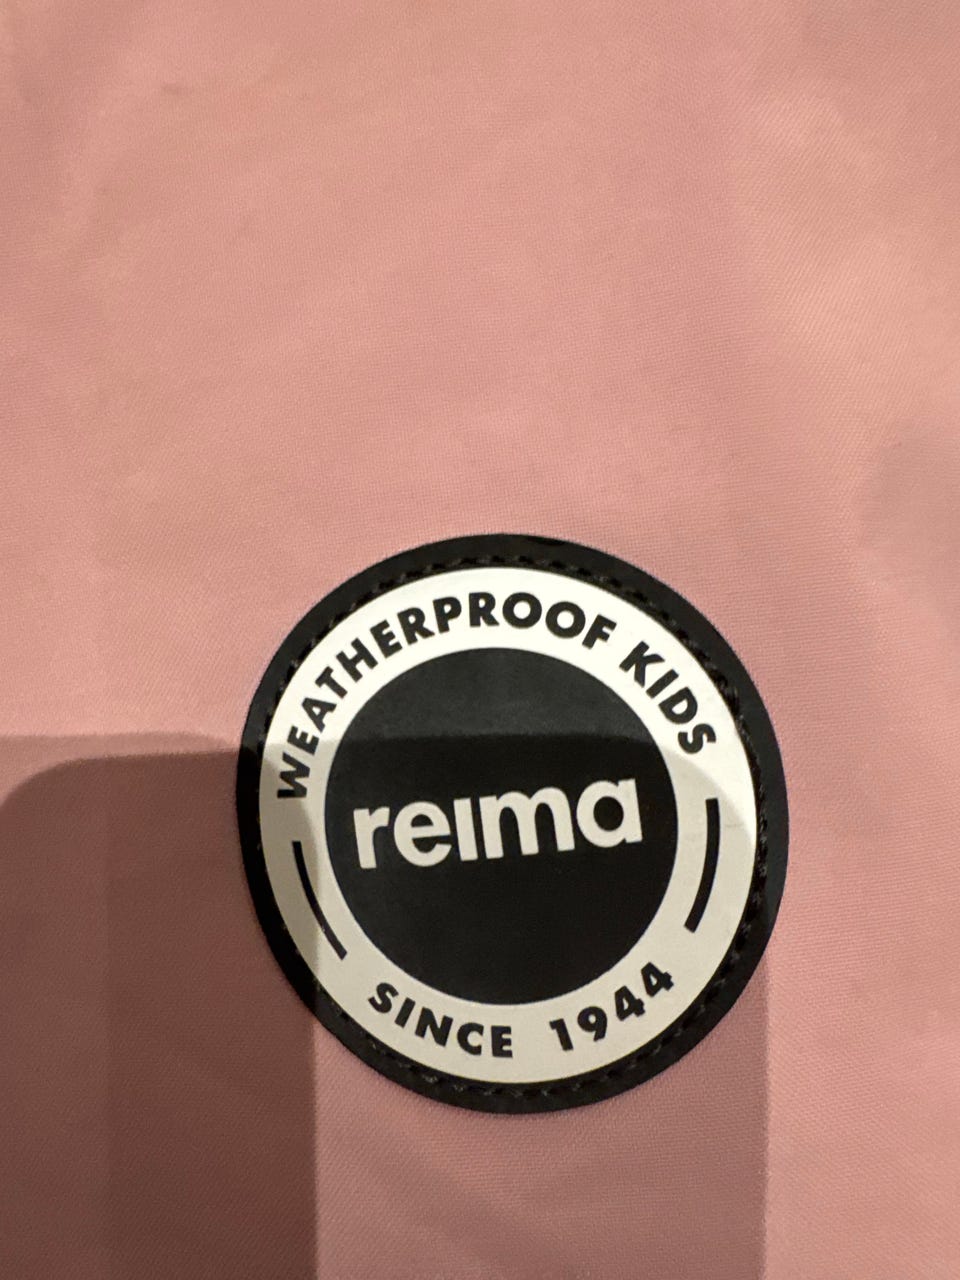 WEATHERPROOF KIDS
reima
SINCE 1944